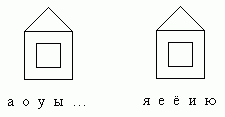 а о у ы ... я е ё и ю